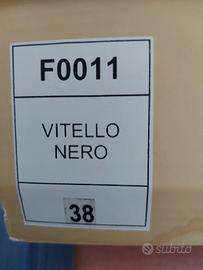 F0011
VITELLO
NERO
38
subito